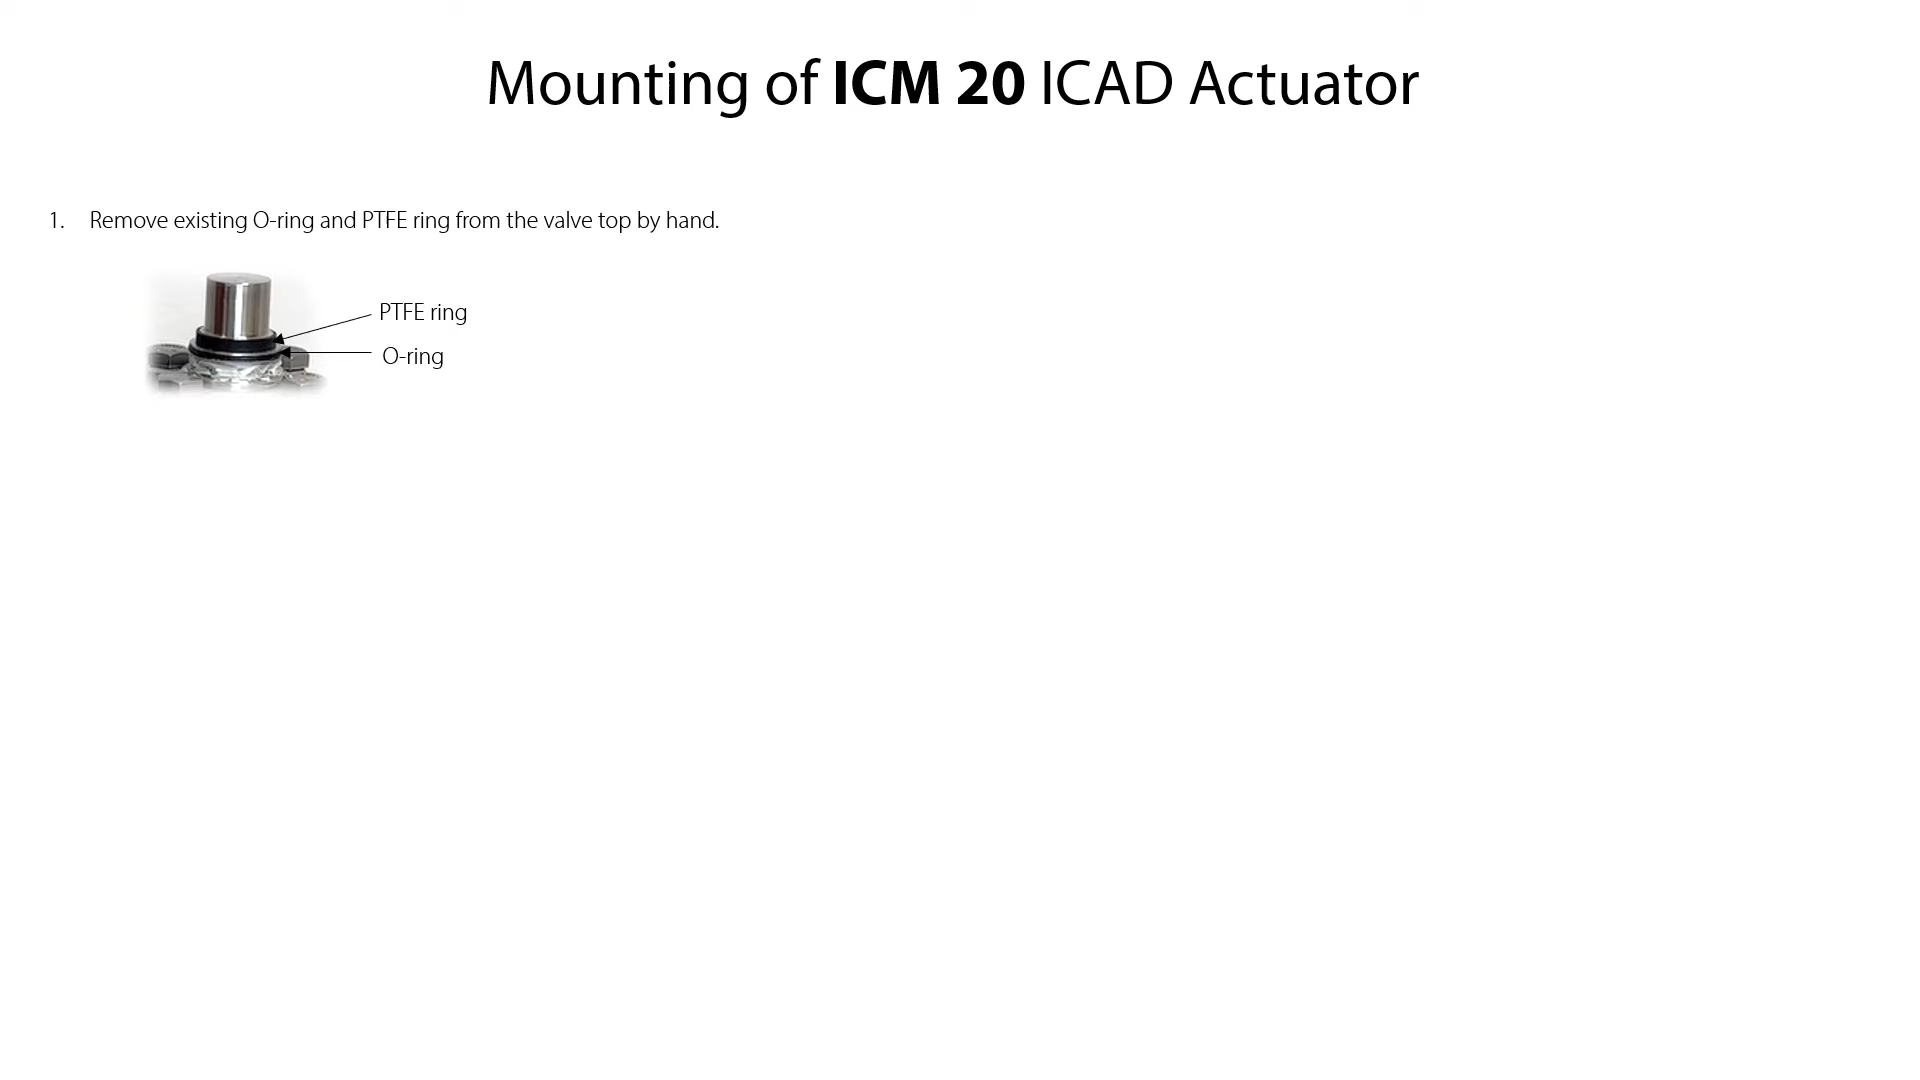 Mounting of ICM 20 ICAD Actuator
1. Remove existing O-ring and PTFE ring from the valve top by hand.
PTFE ring
O-ring